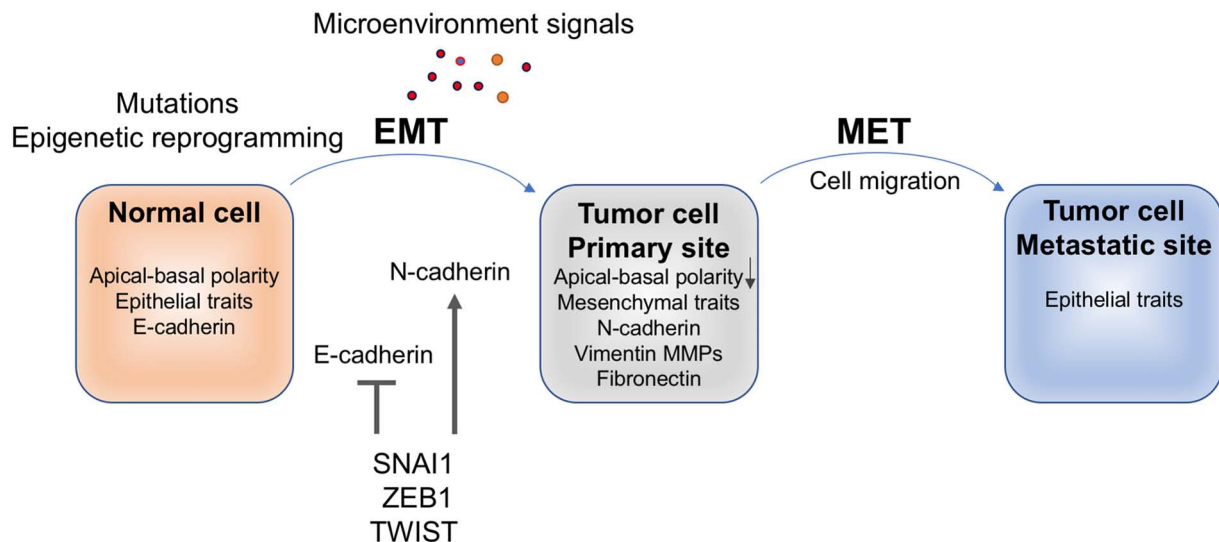 Microenvironment signals
Mutations
Epigenetic reprogramming
EMT
MET
Cell migration
Normal cell
Apical-basal polarity
Epithelial traits
E-cadherin
N-cadherin
E-cadherin
SNAI1
ZEB1
TWIST
Tumor cell
Primary site
Apical-basal polarity
Mesenchymal traits
N-cadherin
Vimentin MMPs
Fibronectin
Tumor cell
Metastatic site
Epithelial traits